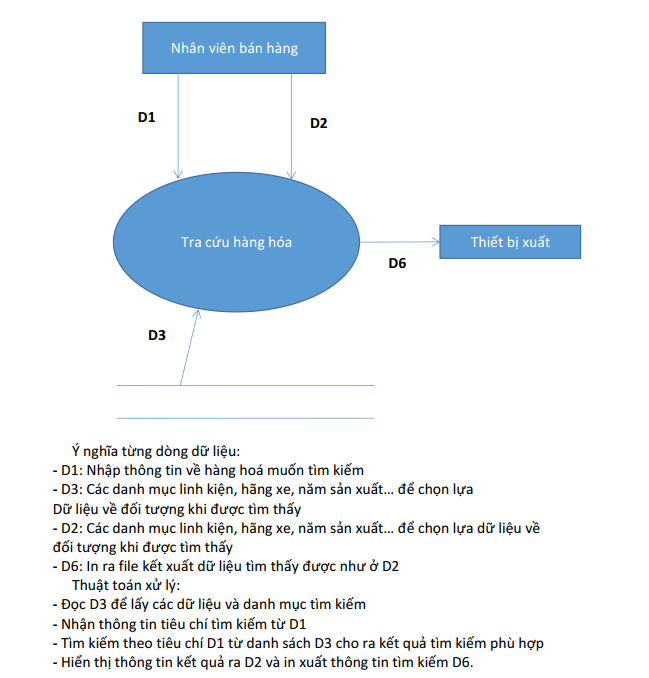 Nhân viên bán hàng
D1
D2
Tra cứu hàng hóa
Thiết bị xuất
D6
D3
Ý nghĩa từng dòng dữ liệu:
- D1: Nhập thông tin về hàng hoá muốn tìm kiếm
- D3: Các danh mục linh kiện, hãng xe, năm sản xuất… để chọn lựa
Dữ liệu về đối tượng khi được tìm thấy
- D2: Các danh mục linh kiện, hãng xe, năm sản xuất… để chọn lựa dữ liệu về
đối tượng khi được tìm thấy
- D6: In ra file kết xuất dữ liệu tìm thấy được như ở D2
Thuật toán xử lý:
- Đọc D3 để lấy các dữ liệu và danh mục tìm kiếm
- Nhận thông tin tiêu chí tìm kiếm từ D1
- Tìm kiếm theo tiêu chí D1 từ danh sách D3 cho ra kết quả tìm kiếm phù hợp
- Hiển thị thông tin kết quả ra D2 và in xuất thông tin tìm kiếm D6.